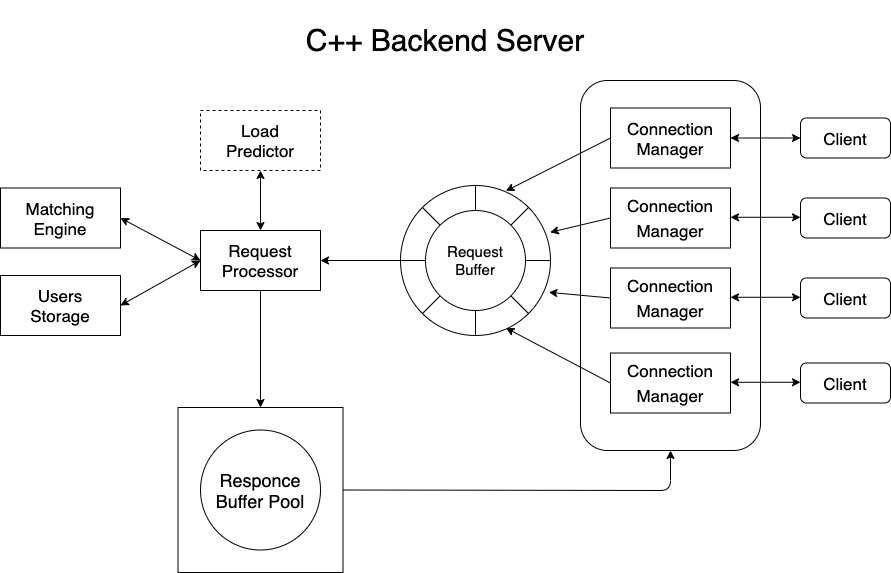 C++ Backend Server
Load
Predictor
Matching
Engine
Users
Storage
Request
Processor
Request
Buffer
Connection
Manager
Client
Connection
Manager
Client
Connection
Manager
Client
Connection
Manager
Client
Responce
Buffer Pool